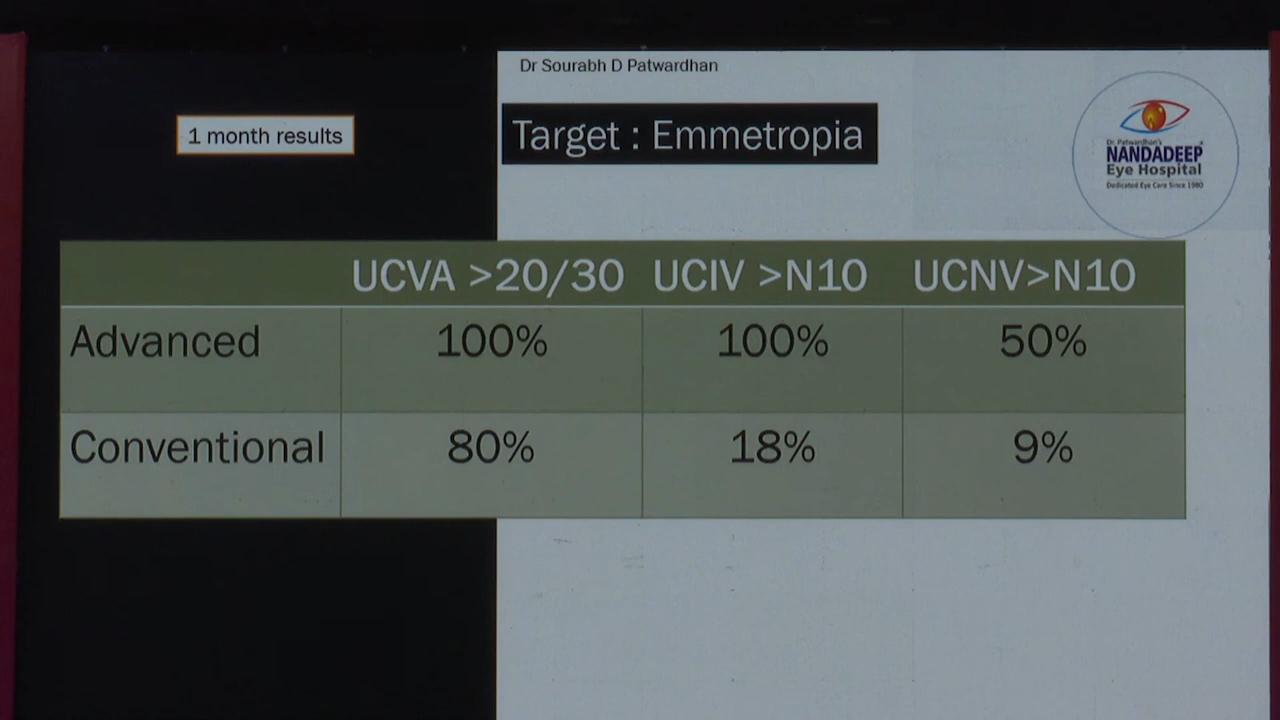 Dr Sourabh D Patwardhan
1 month results
Target : Emmetropia
Dr. Patwardhan's
NANDADEEP
Eye Hospital
Dedicated Eye Care Since 1980
UCVA >20/30 UCIV >N10 UCNV>N10
Advanced 100% 100% 50%
Conventional 80% 18% 9%